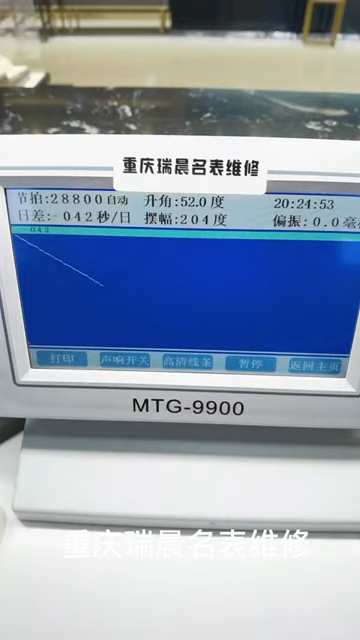 重庆瑞晨名表维修
节拍:28800自动 升角:52.0度 20:24:53
日差:-042秒/日 摆幅:204度 偏振:0.0毫
-042
打印 声响开关 高清线条 暂停 返回主页
MTG-9900
重庆瑞晨名表维修